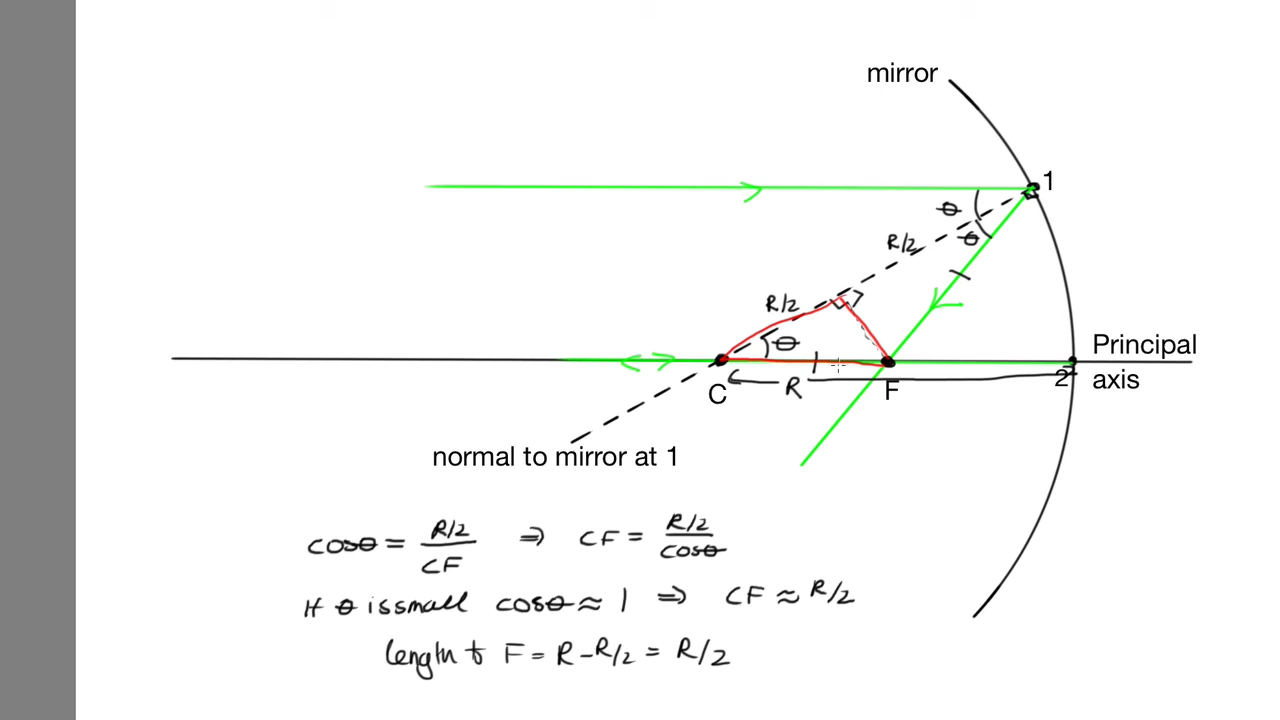 mirror
1
θ
θ
R/2
R/2
θ
Principal
axis
2
C
R
F
normal to mirror at 1
cosθ = R/2 / CF ⇒ CF = R/2 / cosθ
If θ is small cosθ ≈ 1 ⇒ CF ≈ R/2
length to F = R - R/2 = R/2